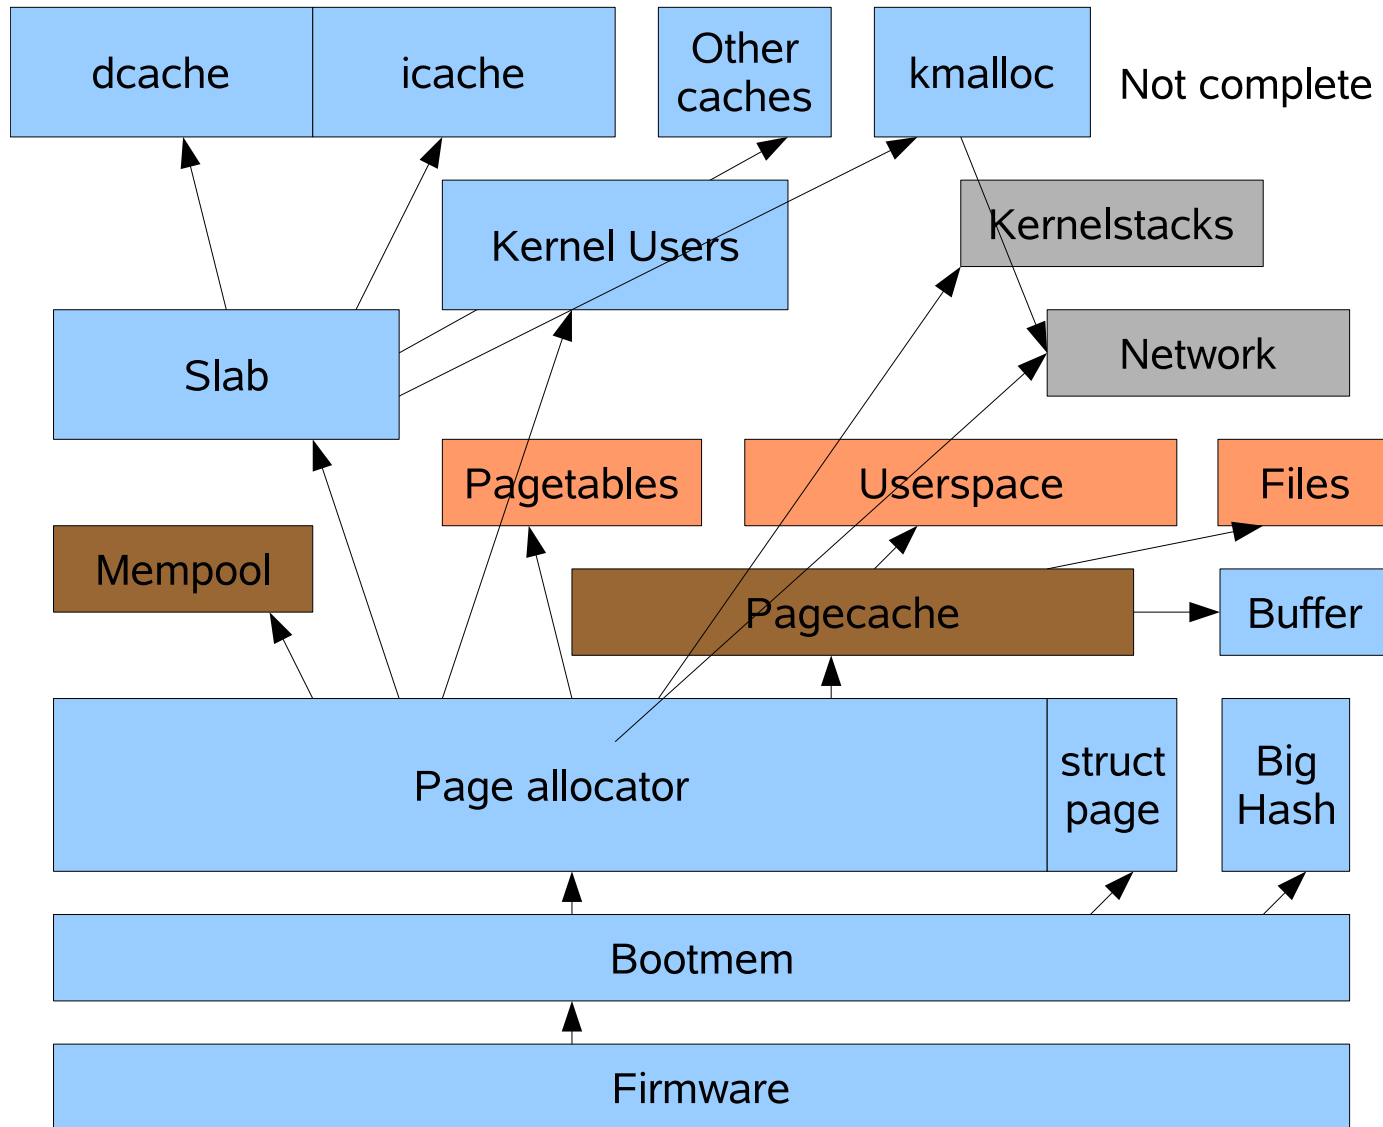 dcache
icache
Other
caches
kmalloc
Not complete
Kernel Users
Kernelstacks
Slab
Network
Pagetables
Userspace
Files
Mempool
Pagecache
Buffer
Page allocator
struct
page
Big
Hash
Bootmem
Firmware